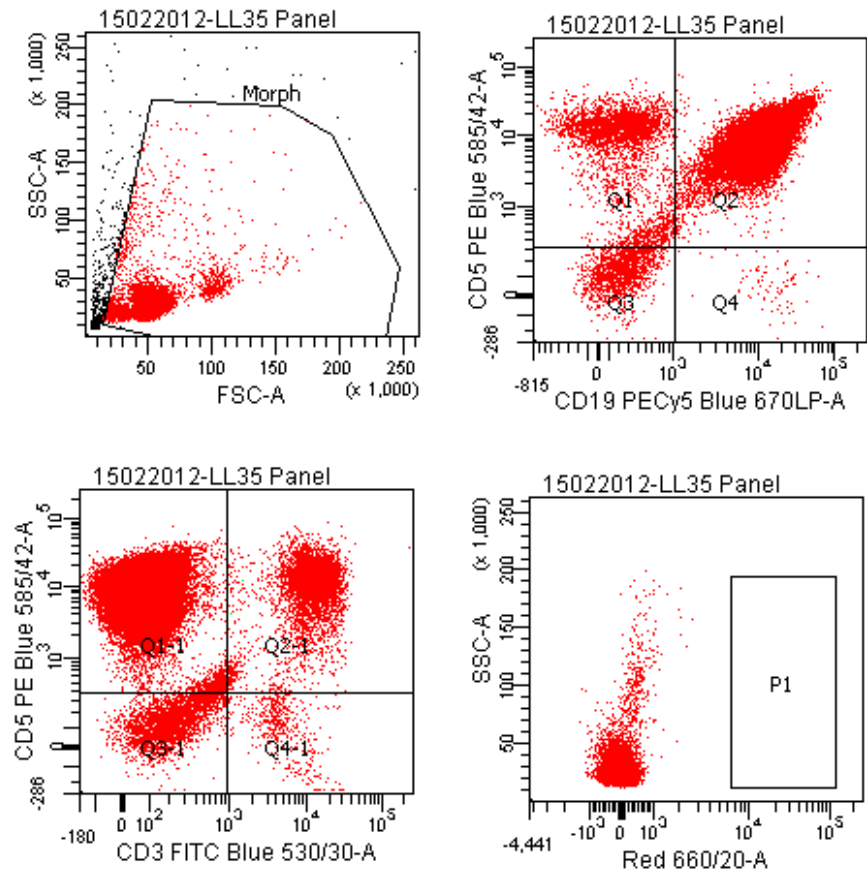 15022012-LL35 Panel
(x 1,000)
250
200
150
100
50
SSC-A
Morph
50 100 150 200 250
(x 1,000)
FSC-A
15022012-LL35 Panel
CD5 PE Blue 585/42-A
10^5
10^4
10^3
0
-286
Q1 Q2
Q3 Q4
-815 0 10^3 10^4 10^5
CD19 PECy5 Blue 670LP-A
15022012-LL35 Panel
CD5 PE Blue 585/42-A
10^5
10^4
10^3
0
-286
Q1-1 Q2-1
Q3-1 Q4-1
-180 0 10^2 10^3 10^4 10^5
CD3 FITC Blue 530/30-A
15022012-LL35 Panel
(x 1,000)
250
200
150
100
50
SSC-A
P1
-4,441 -10^3 0 10^3 10^4 10^5
Red 660/20-A